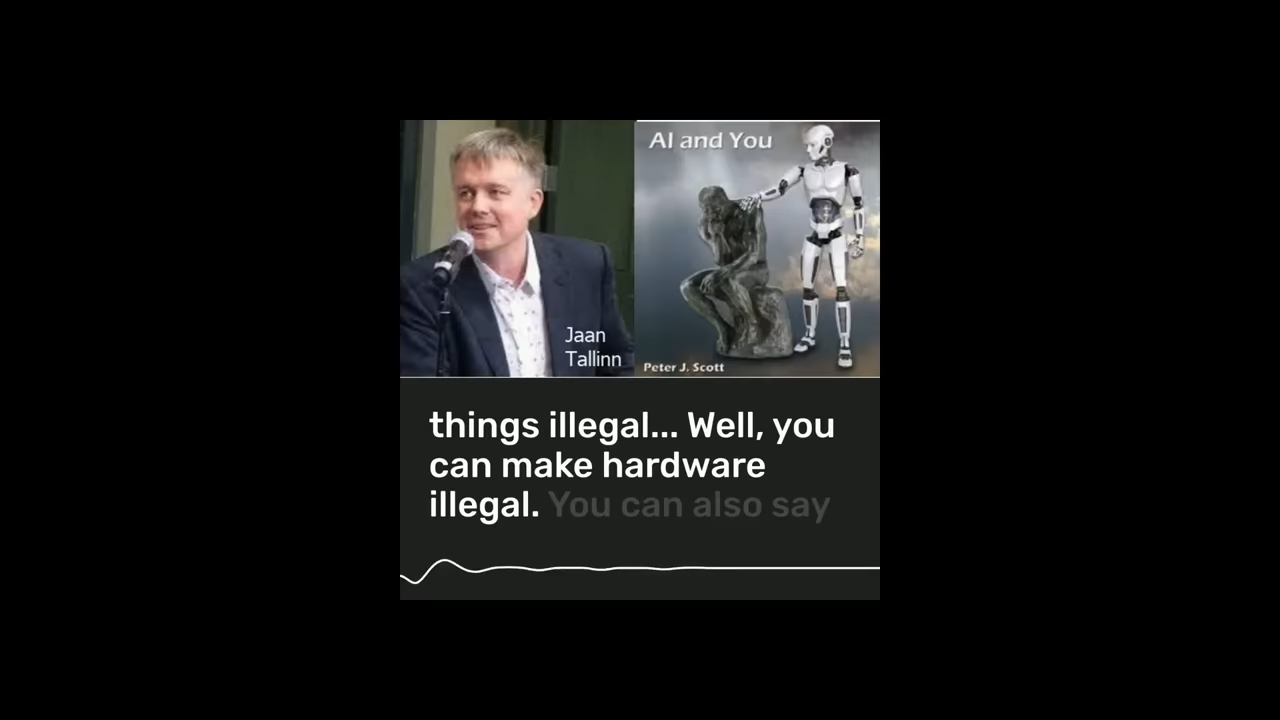 AI and You
Jaan
Tallinn
Peter J. Scott
things illegal... Well, you
can make hardware
illegal. You can also say